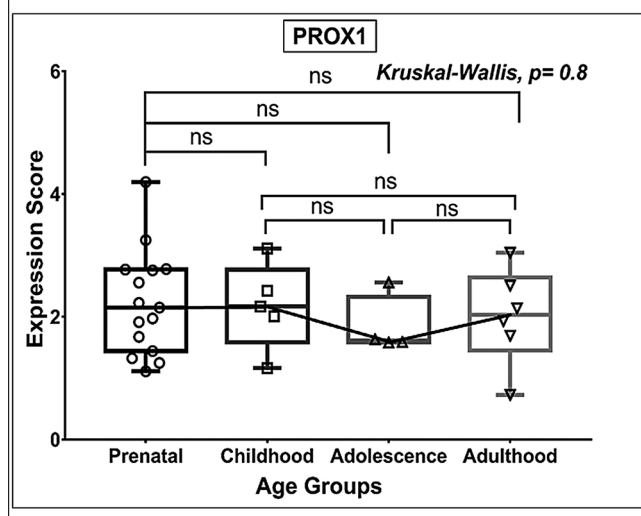 PROX1
Kruskal-Wallis, p= 0.8
ns
ns
ns
ns
ns
ns
Expression Score
6
4
2
0
Prenatal
Childhood
Adolescence
Adulthood
Age Groups